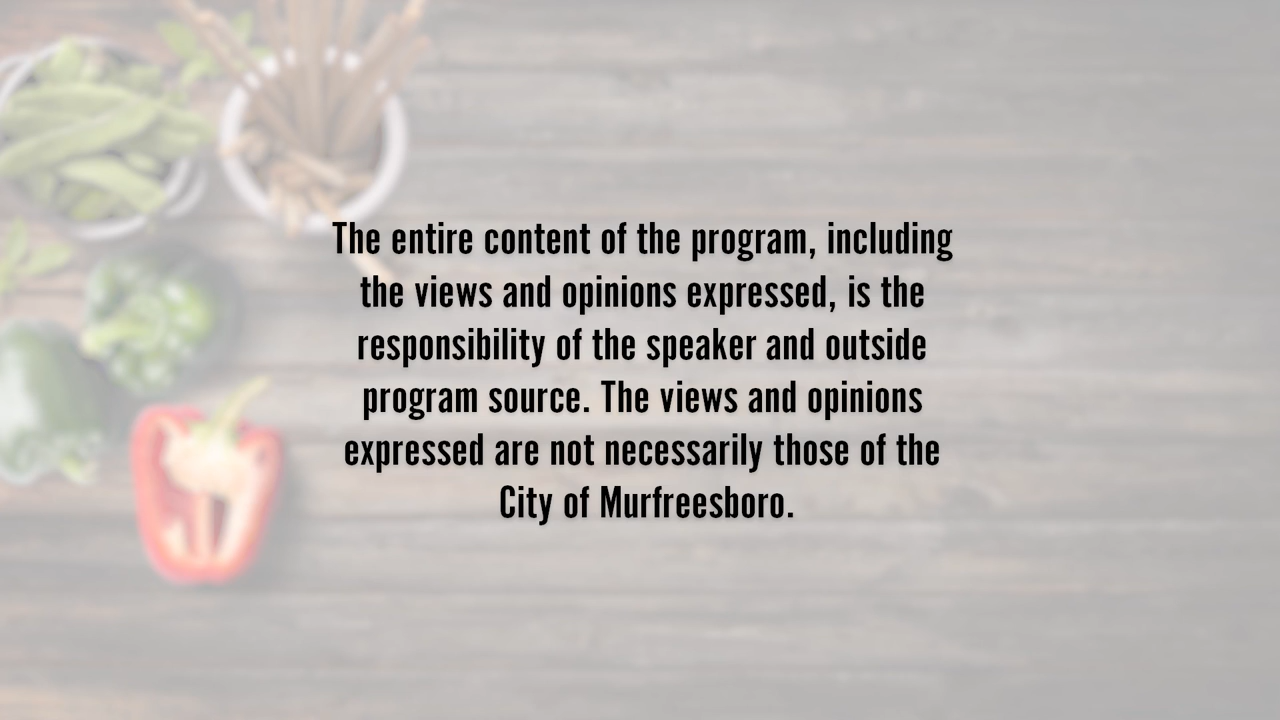 The entire content of the program, including
the views and opinions expressed, is the
responsibility of the speaker and outside
program source. The views and opinions
expressed are not necessarily those of the
City of Murfreesboro.